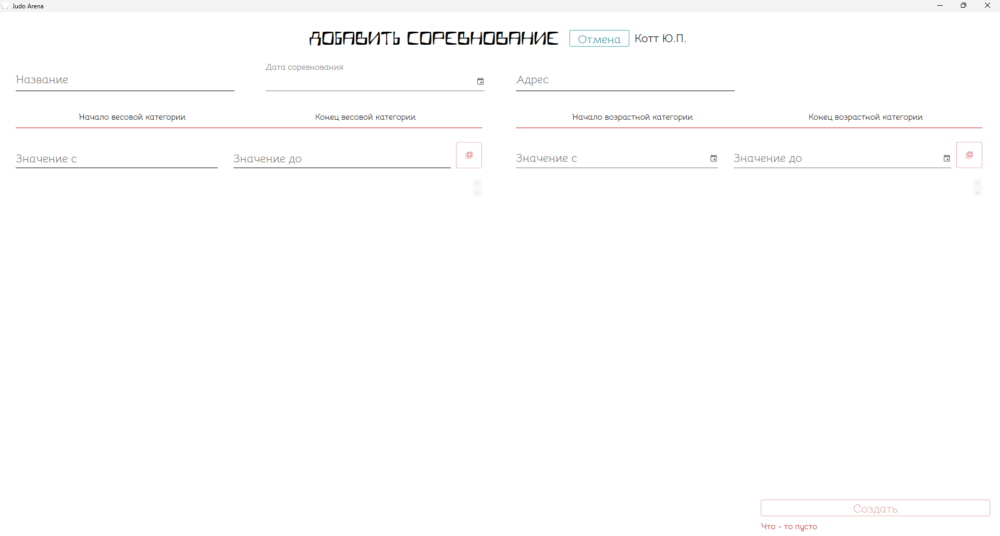 Judo Arena
ДОБАВИТЬ СОРЕВНОВАНИЕ Отмена Котт Ю.П.
Дата соревнования
Название Адрес
Начало весовой категории Конец весовой категории Начало возрастной категории Конец возрастной категории
Значение с Значение до Значение с Значение до
Создать
Что - то пусто